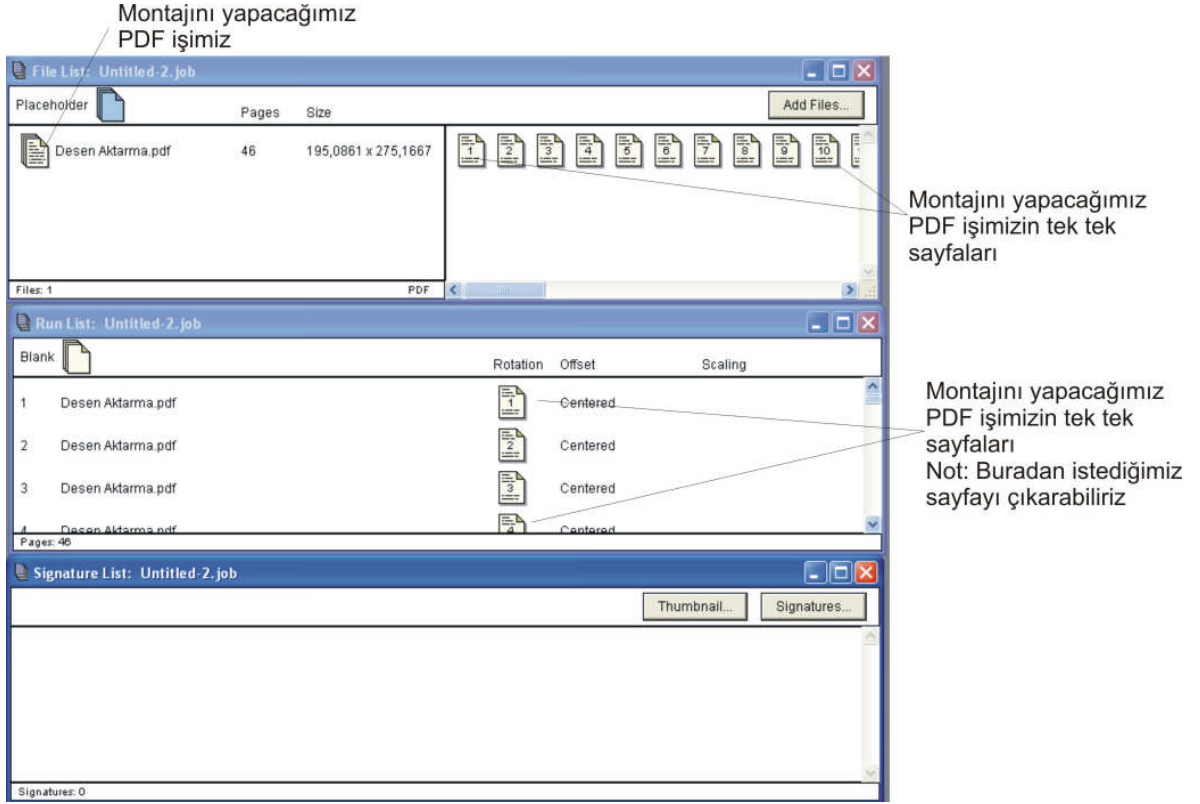 Montajını yapacağımız
PDF işimiz
File List: Untitled-2.job
Placeholder
Pages Size
Add Files...
Desen Aktarma.pdf 46 195,0861 x 275,1667
1 2 3 4 5 6 7 8 9 10
Montajını yapacağımız
PDF işimizin tek tek
sayfaları
Files: 1 PDF
Run List: Untitled-2.job
Blank
Rotation Offset Scaling
1 Desen Aktarma.pdf 1 Centered
2 Desen Aktarma.pdf 2 Centered
3 Desen Aktarma.pdf 3 Centered
4 Desen Aktarma.pdf 4 Centered
Pages: 46
Montajını yapacağımız
PDF işimizin tek tek
sayfaları
Not: Buradan istediğimiz
sayfayı çıkarabiliriz
Signature List: Untitled-2.job
Thumbnail... Signatures...
Signatures: 0